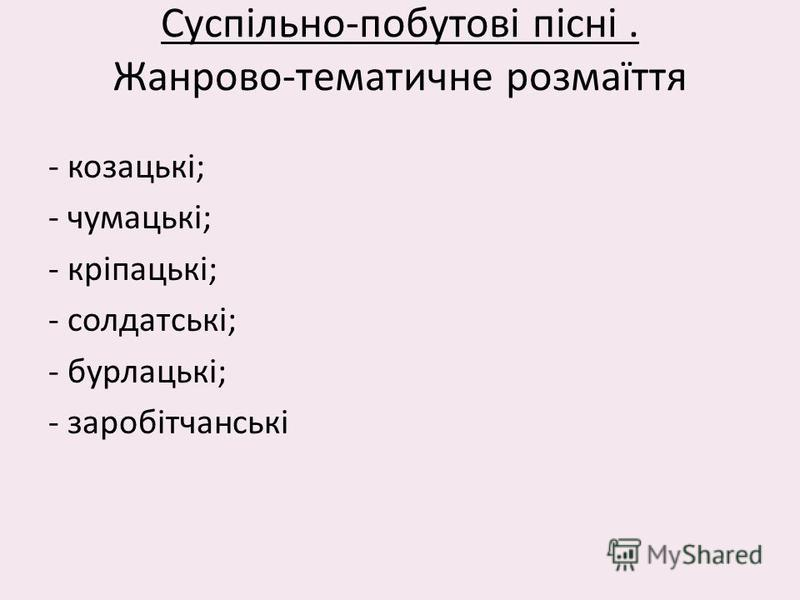 Суспільно-побутові пісні .
Жанрово-тематичне розмаїття
- козацькі;
- чумацькі;
- кріпацькі;
- солдатські;
- бурлацькі;
- заробітчанські
MyShared